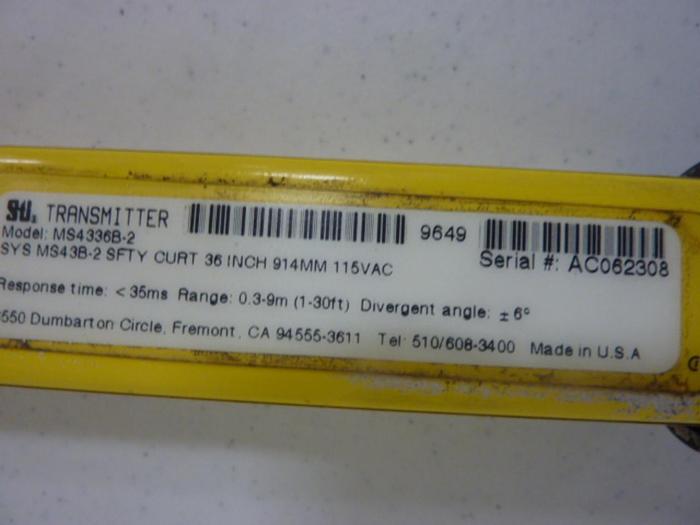 STI. TRANSMITTER 9649
Model: MS4336B-2 Serial #: AC062308
SYS MS43B-2 SFTY CURT 36 INCH 914MM 115VAC
Response time: < 35ms Range: 0.3-9m (1-30ft) Divergent angle: ± 6°
6550 Dumbarton Circle, Fremont, CA 94555-3611 Tel: 510/608-3400 Made in U.S.A